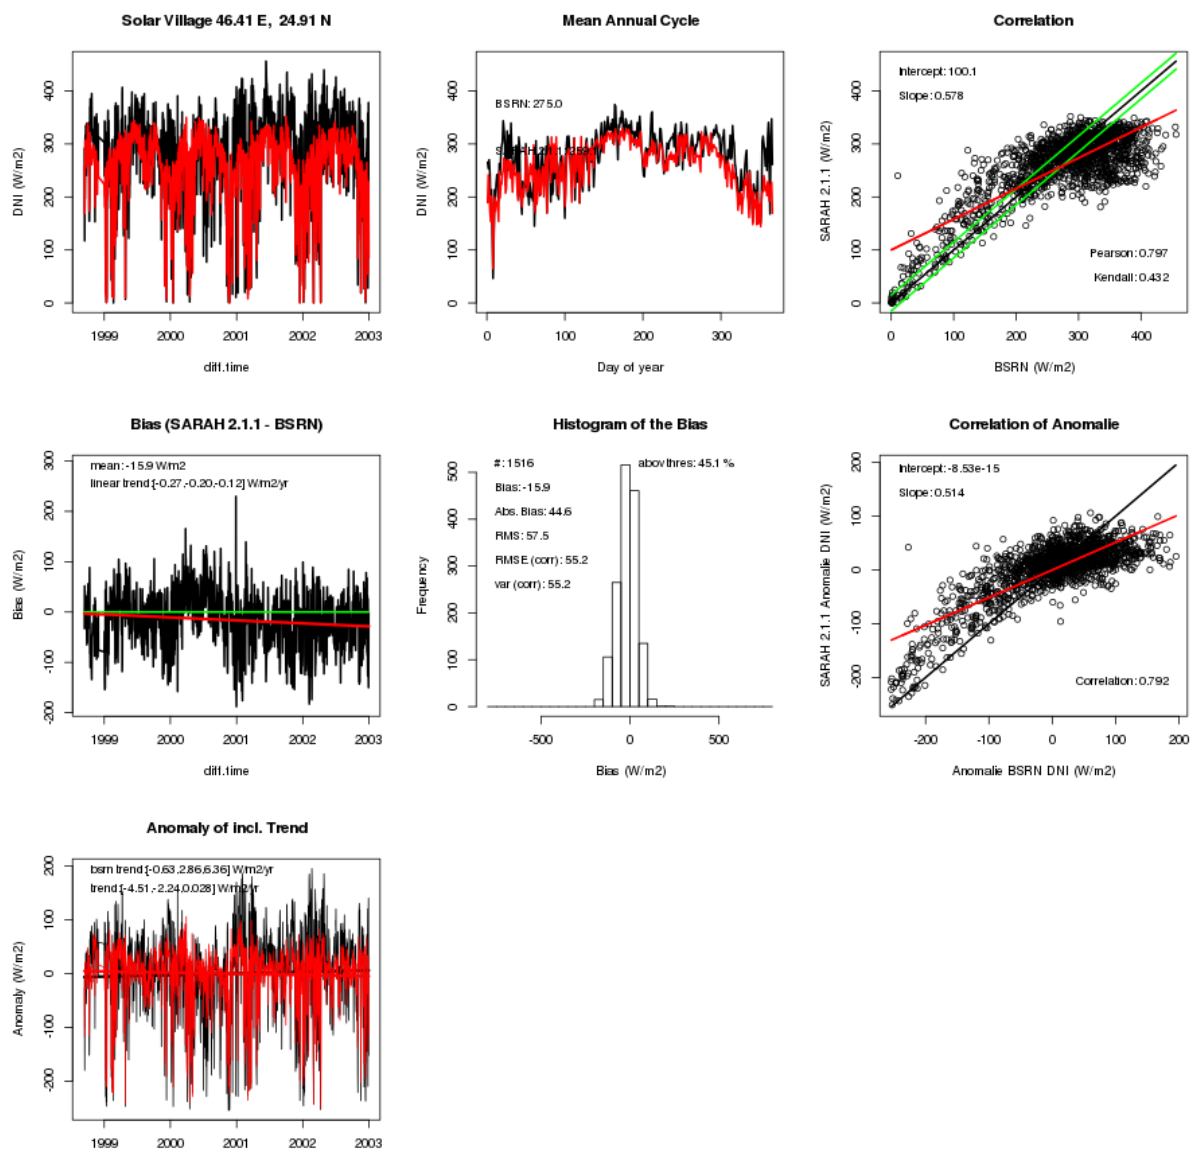 Solar Village 46.41 E, 24.91 N
DNI (W/m2)
0
100
200
300
400
1999
2000
2001
2002
2003
diff.time
Mean Annual Cycle
BSRN: 275.0
DNI (W/m2)
0
100
200
300
400
0
100
200
300
Day of year
Correlation
Intercept: 100.1
Slope: 0.578
Pearson: 0.797
Kendall: 0.432
SARAH 2.1.1 (W/m2)
0
100
200
300
400
0
100
200
300
400
BSRN (W/m2)
Bias (SARAH 2.1.1 - BSRN)
mean: -15.9 W/m2
linear trend:[-0.27,-0.20,-0.12] W/m2/yr
Bias (W/m2)
-200
-100
0
100
200
300
1999
2000
2001
2002
2003
diff.time
Histogram of the Bias
#: 1516
abovthres: 45.1 %
Bias: -15.9
Abs. Bias: 44.6
RMS: 57.5
RMSE (corr): 55.2
var (corr): 55.2
Frequency
0
100
200
300
400
500
-500
0
500
Bias (W/m2)
Correlation of Anomalie
Intercept: -8.53e-15
Slope: 0.514
Correlation: 0.792
SARAH 2.1.1 Anomalie DNI (W/m2)
-200
-100
0
100
200
-200
-100
0
100
200
Anomalie BSRN DNI (W/m2)
Anomaly of incl. Trend
bsrn trend:[-0.63,2.86,6.36] W/m2/yr
trend:[-4.51,-2.24,0.028] W/m2/yr
Anomaly (W/m2)
-200
-100
0
100
200
1999
2000
2001
2002
2003